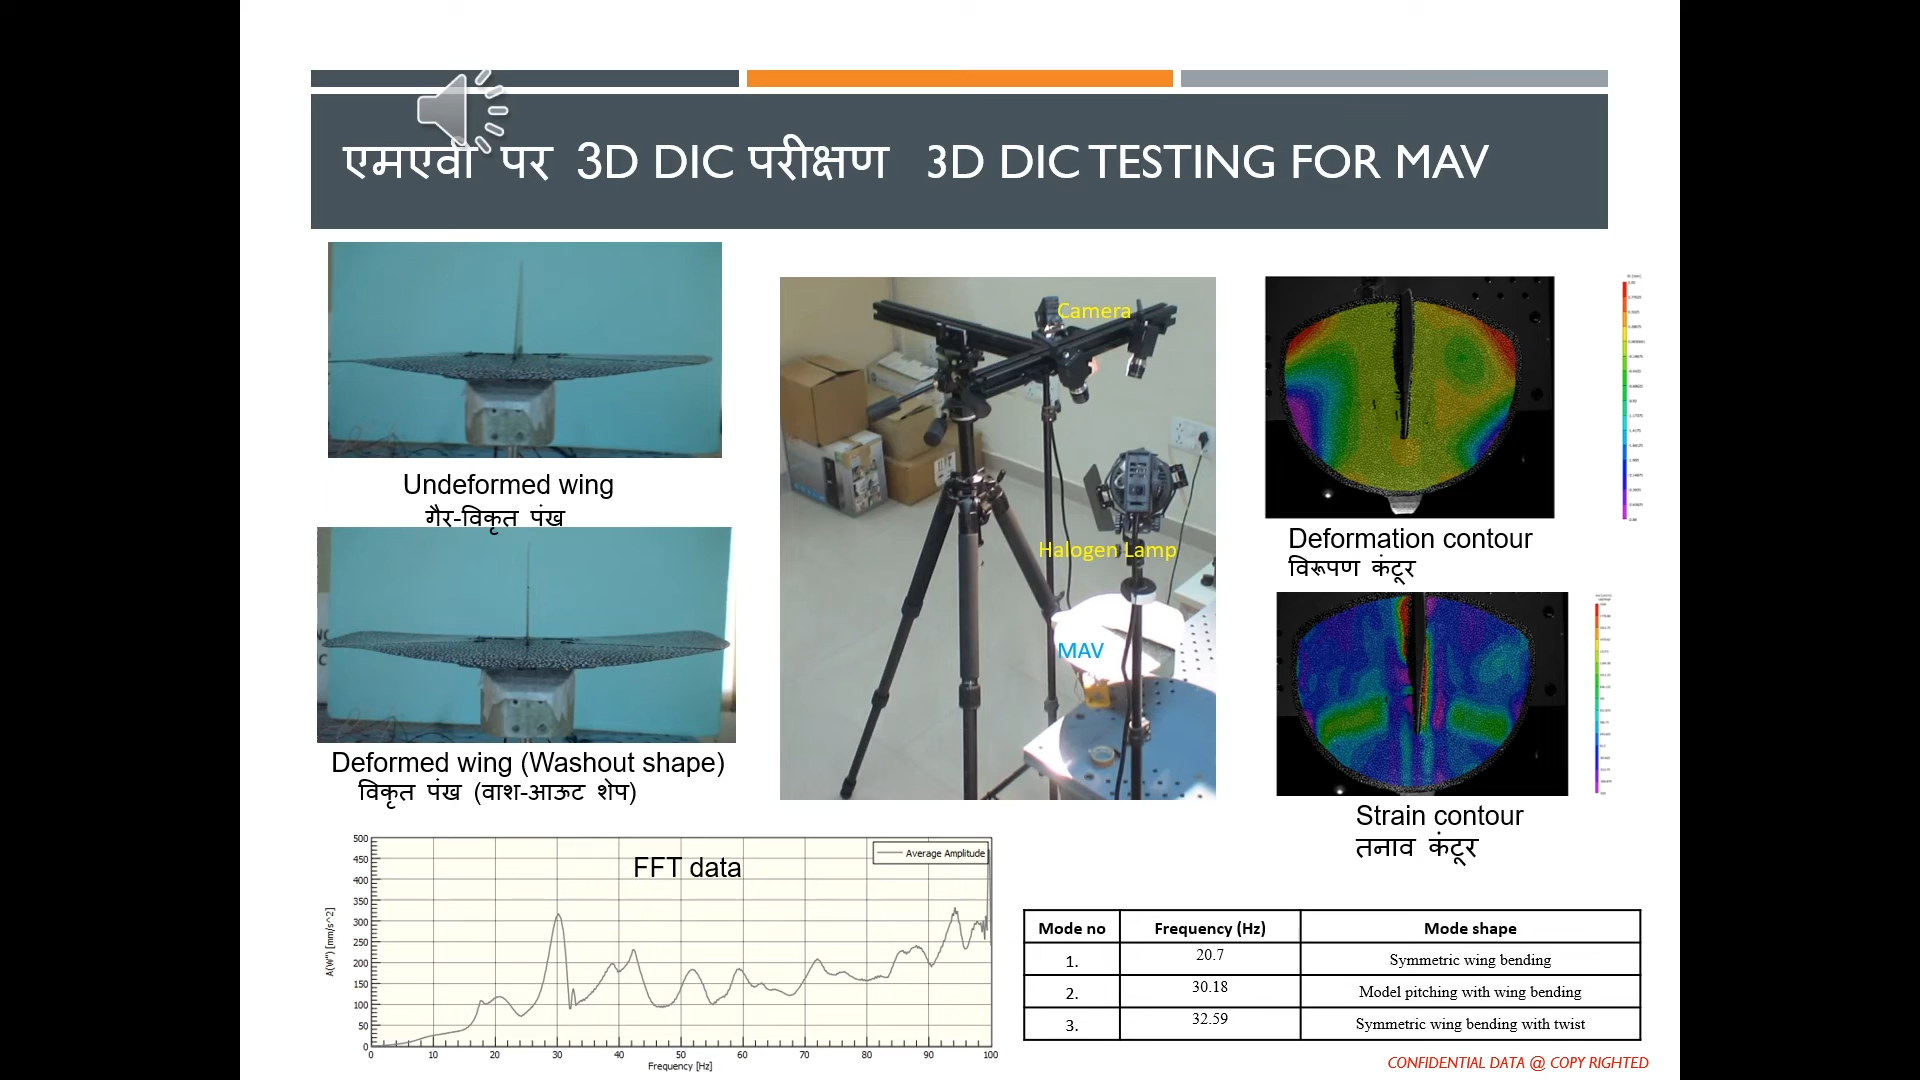 एमएवी पर 3D DIC परीक्षण 3D DIC TESTING FOR MAV
Undeformed wing
गैर-विकृत पंख
Deformed wing (Washout shape)
विकृत पंख (वाश-आऊट शेप)
Camera
Halogen Lamp
MAV
Deformation contour
विरूपण कंटूर
Strain contour
तनाव कंटूर
FFT data
Average Amplitude
A(W") [mm/s^2]
500
450
400
350
300
250
200
150
100
50
0
0 10 20 30 40 50 60 70 80 90 100
Frequency [Hz]
Mode no Frequency (Hz) Mode shape
1. 20.7 Symmetric wing bending
2. 30.18 Model pitching with wing bending
3. 32.59 Symmetric wing bending with twist
CONFIDENTIAL DATA @ COPY RIGHTED